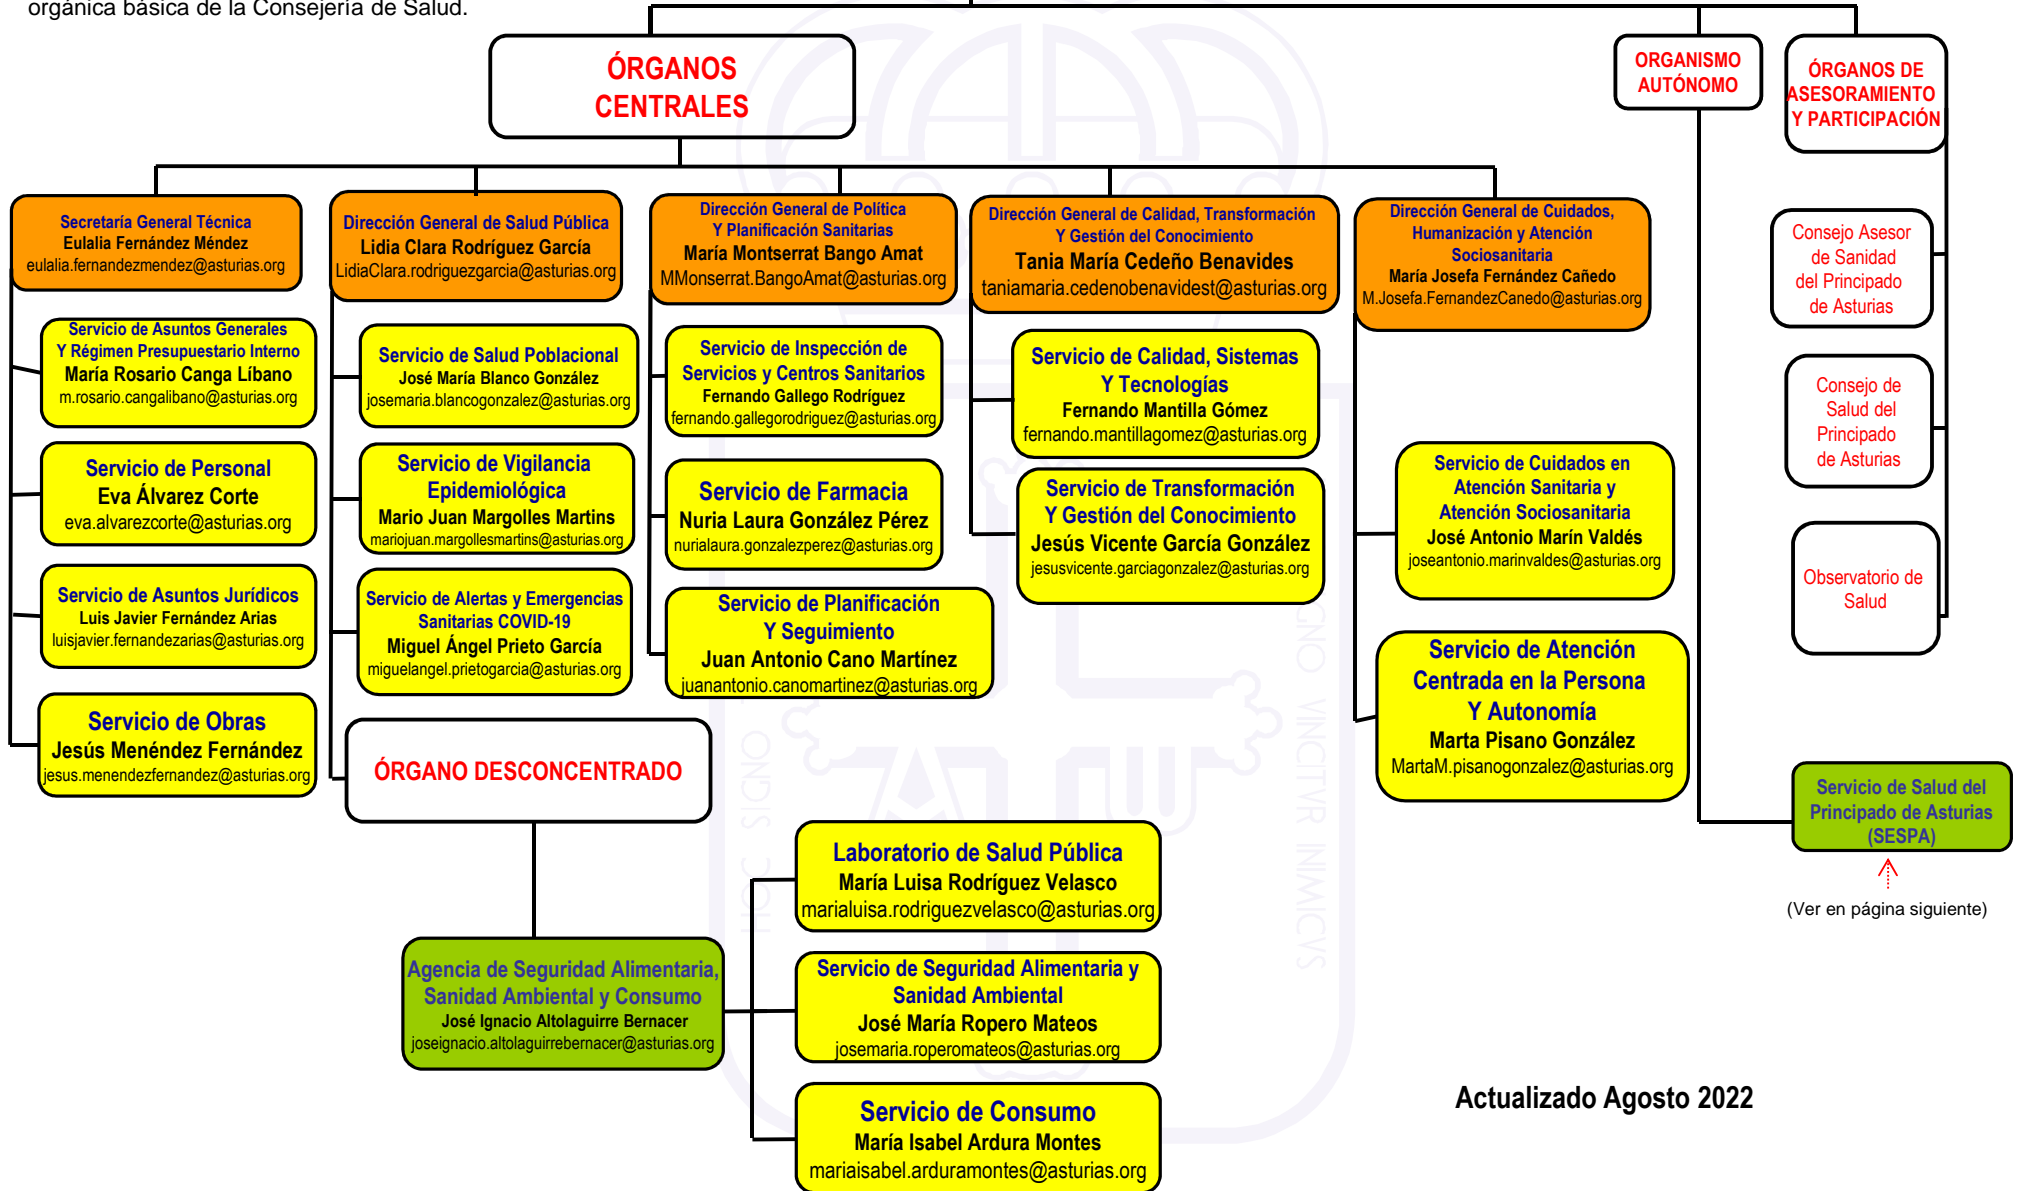 orgánica básica de la Consejería de Salud.
ÓRGANOS
CENTRALES
ORGANISMO
AUTÓNOMO
ÓRGANOS DE
ASESORAMIENTO
Y PARTICIPACIÓN
Secretaría General Técnica
Eulalia Fernández Méndez
eulalia.fernandezmendez@asturias.org
Servicio de Asuntos Generales
Y Régimen Presupuestario Interno
María Rosario Canga Líbano
m.rosario.cangalibano@asturias.org
Servicio de Personal
Eva Álvarez Corte
eva.alvarezcorte@asturias.org
Servicio de Asuntos Jurídicos
Luis Javier Fernández Arias
luisjavier.fernandezarias@asturias.org
Servicio de Obras
Jesús Menéndez Fernández
jesus.menendezfernandez@asturias.org
Dirección General de Salud Pública
Lidia Clara Rodríguez García
LidiaClara.rodriguezgarcia@asturias.org
Servicio de Salud Poblacional
José María Blanco González
josemaria.blancogonzalez@asturias.org
Servicio de Vigilancia
Epidemiológica
Mario Juan Margolles Martins
mariojuan.margollesmartins@asturias.org
Servicio de Alertas y Emergencias
Sanitarias COVID-19
Miguel Ángel Prieto García
miguelangel.prietogarcia@asturias.org
ÓRGANO DESCONCENTRADO
Agencia de Seguridad Alimentaria,
Sanidad Ambiental y Consumo
José Ignacio Altolaguirre Bernacer
joseignacio.altolaguirrebernacer@asturias.org
Laboratorio de Salud Pública
María Luisa Rodríguez Velasco
marialuisa.rodriguezvelasco@asturias.org
Servicio de Seguridad Alimentaria y
Sanidad Ambiental
José María Ropero Mateos
josemaria.roperomateos@asturias.org
Servicio de Consumo
María Isabel Ardura Montes
mariaisabel.arduramontes@asturias.org
Dirección General de Política
Y Planificación Sanitarias
María Montserrat Bango Amat
MMonserrat.BangoAmat@asturias.org
Servicio de Inspección de
Servicios y Centros Sanitarios
Fernando Gallego Rodríguez
fernando.gallegorodriguez@asturias.org
Servicio de Farmacia
Nuria Laura González Pérez
nurialaura.gonzalezperez@asturias.org
Servicio de Planificación
Y Seguimiento
Juan Antonio Cano Martínez
juanantonio.canomartinez@asturias.org
Dirección General de Calidad, Transformación
Y Gestión del Conocimiento
Tania María Cedeño Benavides
taniamaria.cedenobenavidest@asturias.org
Servicio de Calidad, Sistemas
Y Tecnologías
Fernando Mantilla Gómez
fernando.mantillagomez@asturias.org
Servicio de Transformación
Y Gestión del Conocimiento
Jesús Vicente García González
jesusvicente.garciagonzalez@asturias.org
Dirección General de Cuidados,
Humanización y Atención
Sociosanitaria
María Josefa Fernández Cañedo
M.Josefa.FernandezCanedo@asturias.org
Servicio de Cuidados en
Atención Sanitaria y
Atención Sociosanitaria
José Antonio Marín Valdés
joseantonio.marinvaldes@asturias.org
Servicio de Atención
Centrada en la Persona
Y Autonomía
Marta Pisano González
MartaM.pisanogonzalez@asturias.org
Consejo Asesor
de Sanidad
del Principado
de Asturias
Consejo de
Salud del
Principado
de Asturias
Observatorio de
Salud
Servicio de Salud del
Principado de Asturias
(SESPA)
(Ver en página siguiente)
HOC SIGNO
VINCITVR INIMICVS
Actualizado Agosto 2022